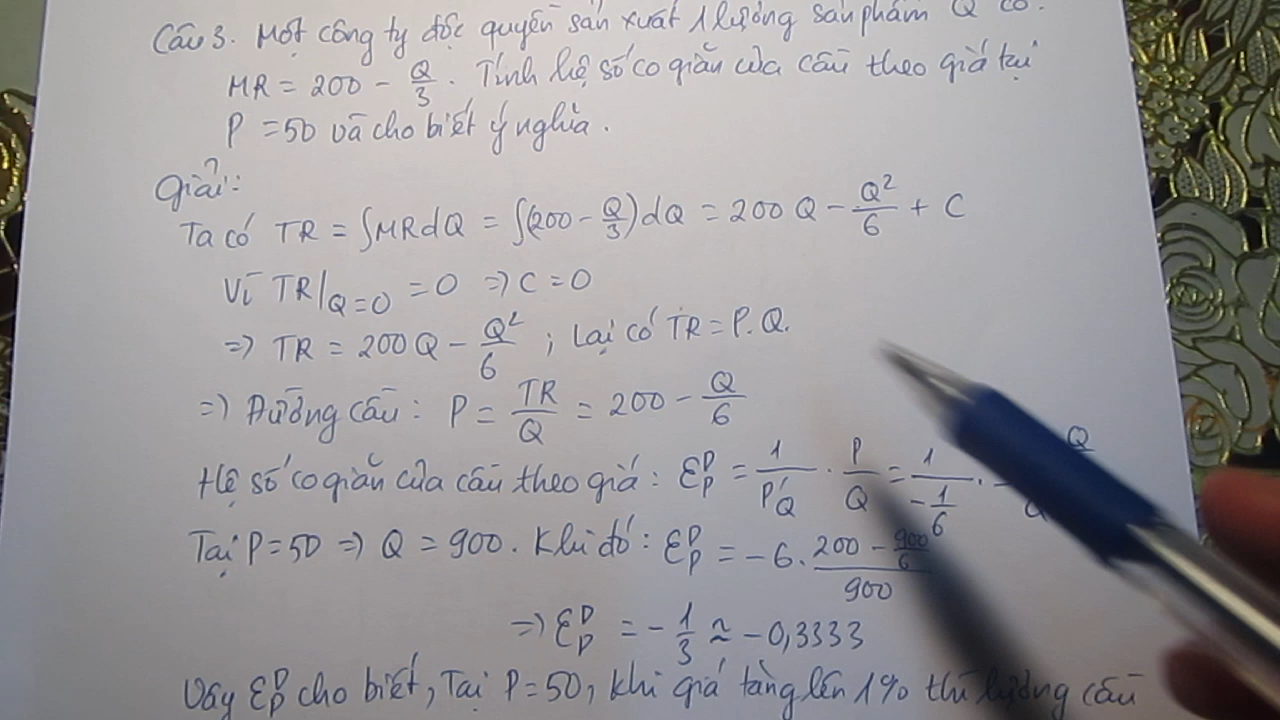 Câu 3. Một công ty độc quyền sản xuất 1 lượng sản phẩm Q có:
MR = 200 - Q/3. Tính hệ số co giãn của cầu theo giá tại
P = 50 và cho biết ý nghĩa.
Giải:
Ta có TR = ∫MRdQ = ∫(200 - Q/3)dQ = 200Q - Q²/6 + C
Vì TR|Q=0 = 0 => C = 0
=> TR = 200Q - Q²/6 ; Lại có TR = P.Q.
=> Đường cầu: P = TR/Q = 200 - Q/6
Hệ số co giãn của cầu theo giá: ε_P^D = 1/P'_Q . P/Q = 1/(-1/6) .
Tại P=50 => Q = 900. Khi đó: ε_P^D = -6. (200 - 900/6)/900
=> ε_P^D = -1/3 ≈ -0,3333
Vậy ε_P^D cho biết, Tại P=50, khi giá tăng lên 1% thì lượng cầu